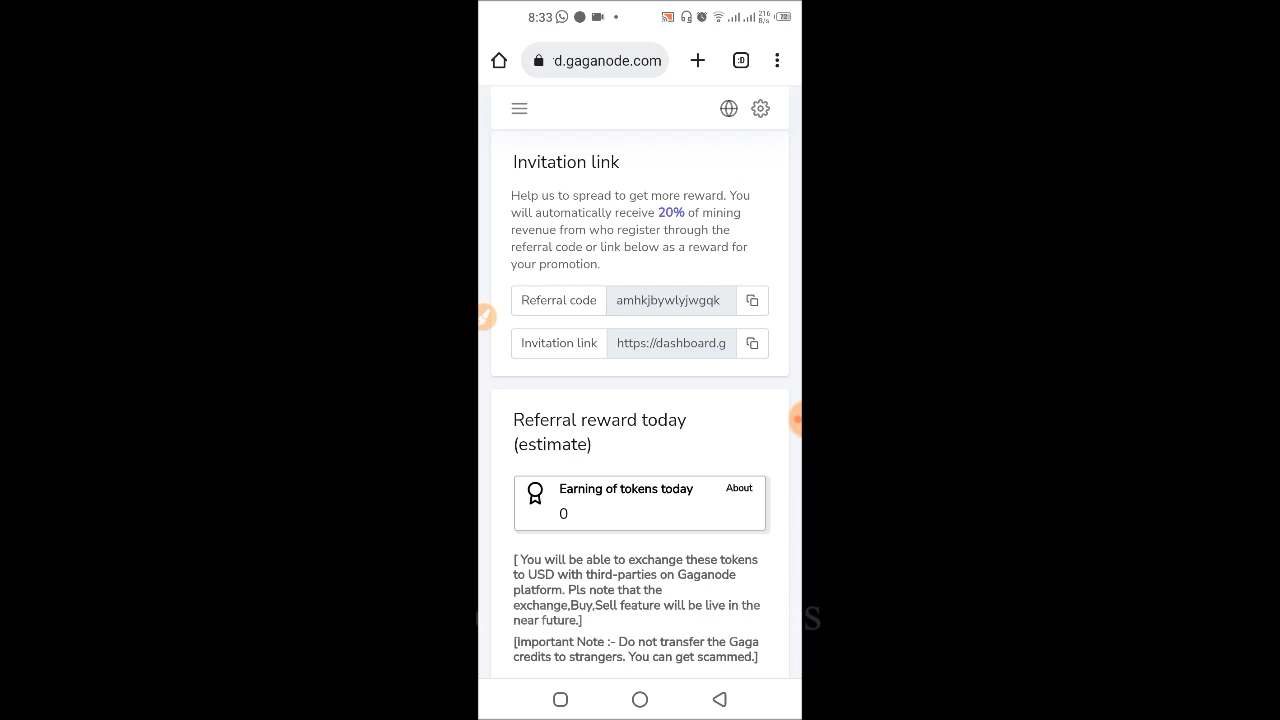 8:33
216
B/s
72
:D
'd.gaganode.com
Invitation link
Help us to spread to get more reward. You
will automatically receive 20% of mining
revenue from who register through the
referral code or link below as a reward for
your promotion.
Referral code amhkjbywlyjwgqk
Invitation link https://dashboard.g
Referral reward today
(estimate)
Earning of tokens today About
0
[ You will be able to exchange these tokens
to USD with third-parties on Gaganode
platform. Pls note that the
exchange,Buy,Sell feature will be live in the
near future.]
[Important Note :- Do not transfer the Gaga
credits to strangers. You can get scammed.]